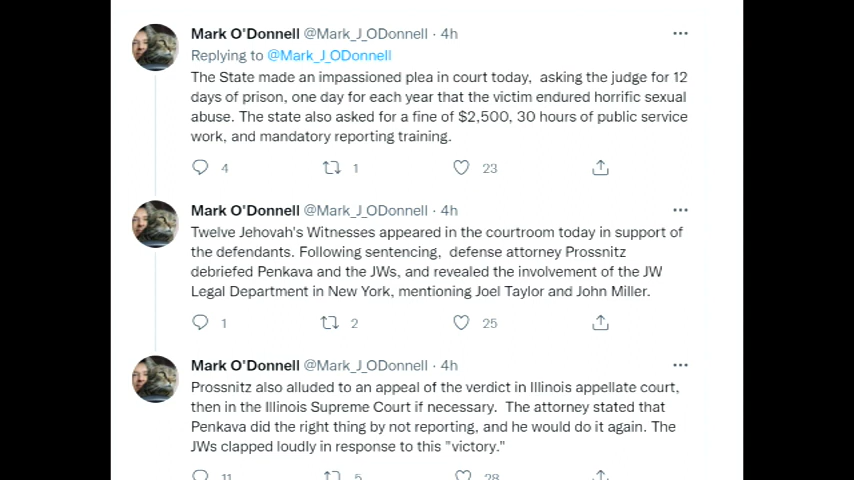 Mark O'Donnell @Mark_J_ODonnell · 4h
Replying to @Mark_J_ODonnell
The State made an impassioned plea in court today, asking the judge for 12
days of prison, one day for each year that the victim endured horrific sexual
abuse. The state also asked for a fine of $2,500, 30 hours of public service
work, and mandatory reporting training.
4 1 23
Mark O'Donnell @Mark_J_ODonnell · 4h
Twelve Jehovah's Witnesses appeared in the courtroom today in support of
the defendants. Following sentencing, defense attorney Prossnitz
debriefed Penkava and the JWs, and revealed the involvement of the JW
Legal Department in New York, mentioning Joel Taylor and John Miller.
1 2 25
Mark O'Donnell @Mark_J_ODonnell · 4h
Prossnitz also alluded to an appeal of the verdict in Illinois appellate court,
then in the Illinois Supreme Court if necessary. The attorney stated that
Penkava did the right thing by not reporting, and he would do it again. The
JWs clapped loudly in response to this "victory."
11 5 28